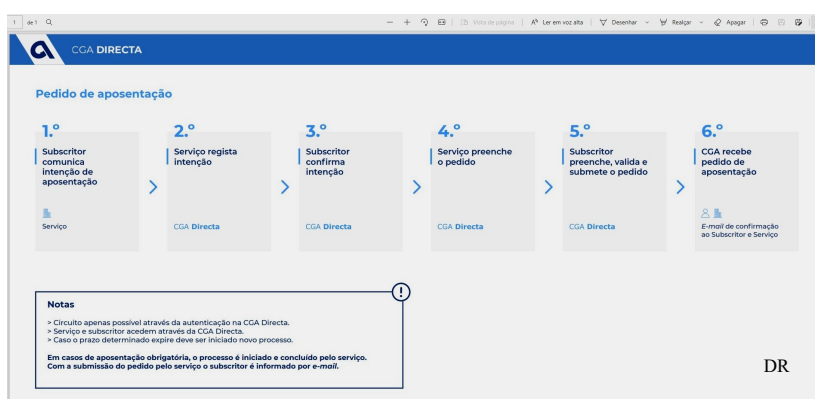 1 de 1
Vista de página
Ler em voz alta
Desenhar
Realçar
Apagar
CGA DIRECTA
Pedido de aposentação
1.º
Subscritor
comunica
intenção de
aposentação
Serviço
2.º
Serviço regista
intenção
CGA Directa
3.º
Subscritor
confirma
intenção
CGA Directa
4.º
Serviço preenche
o pedido
CGA Directa
5.º
Subscritor
preenche, valida e
submete o pedido
CGA Directa
6.º
CGA recebe
pedido de
aposentação
E-mail de confirmação
ao Subscritor e Serviço
Notas
> Circuito apenas possível através da autenticação na CGA Directa.
> Serviço e subscritor acedem através da CGA Directa.
> Caso o prazo determinado expire deve ser iniciado novo processo.
Em casos de aposentação obrigatória, o processo é iniciado e concluído pelo serviço.
Com a submissão do pedido pelo serviço o subscritor é informado por e-mail.
DR